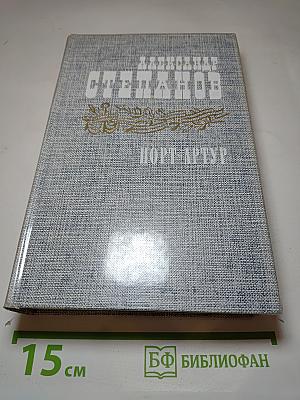 АЛЕКСАНДР
СТЕПАНОВ
ПОРТ-АРТУР
15 см
БФ БИБЛИОФАН